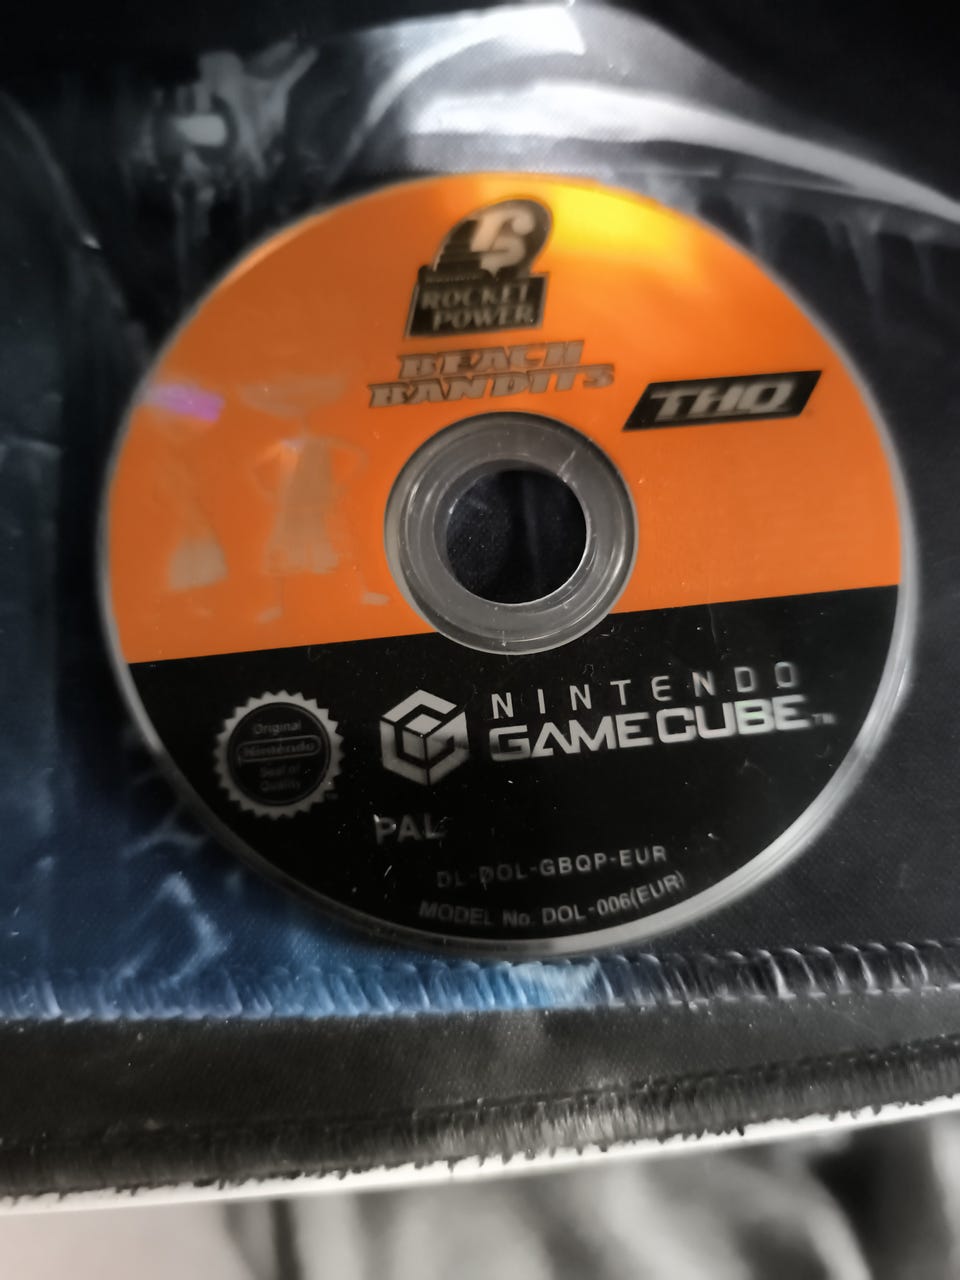 ROCKET
POWER
BEACH
BANDITS
THQ
NINTENDO
GAMECUBE™
Original
Nintendo
Seal of
Quality
PAL
DL-DOL-GBQP-EUR
MODEL No. DOL-006(EUR)